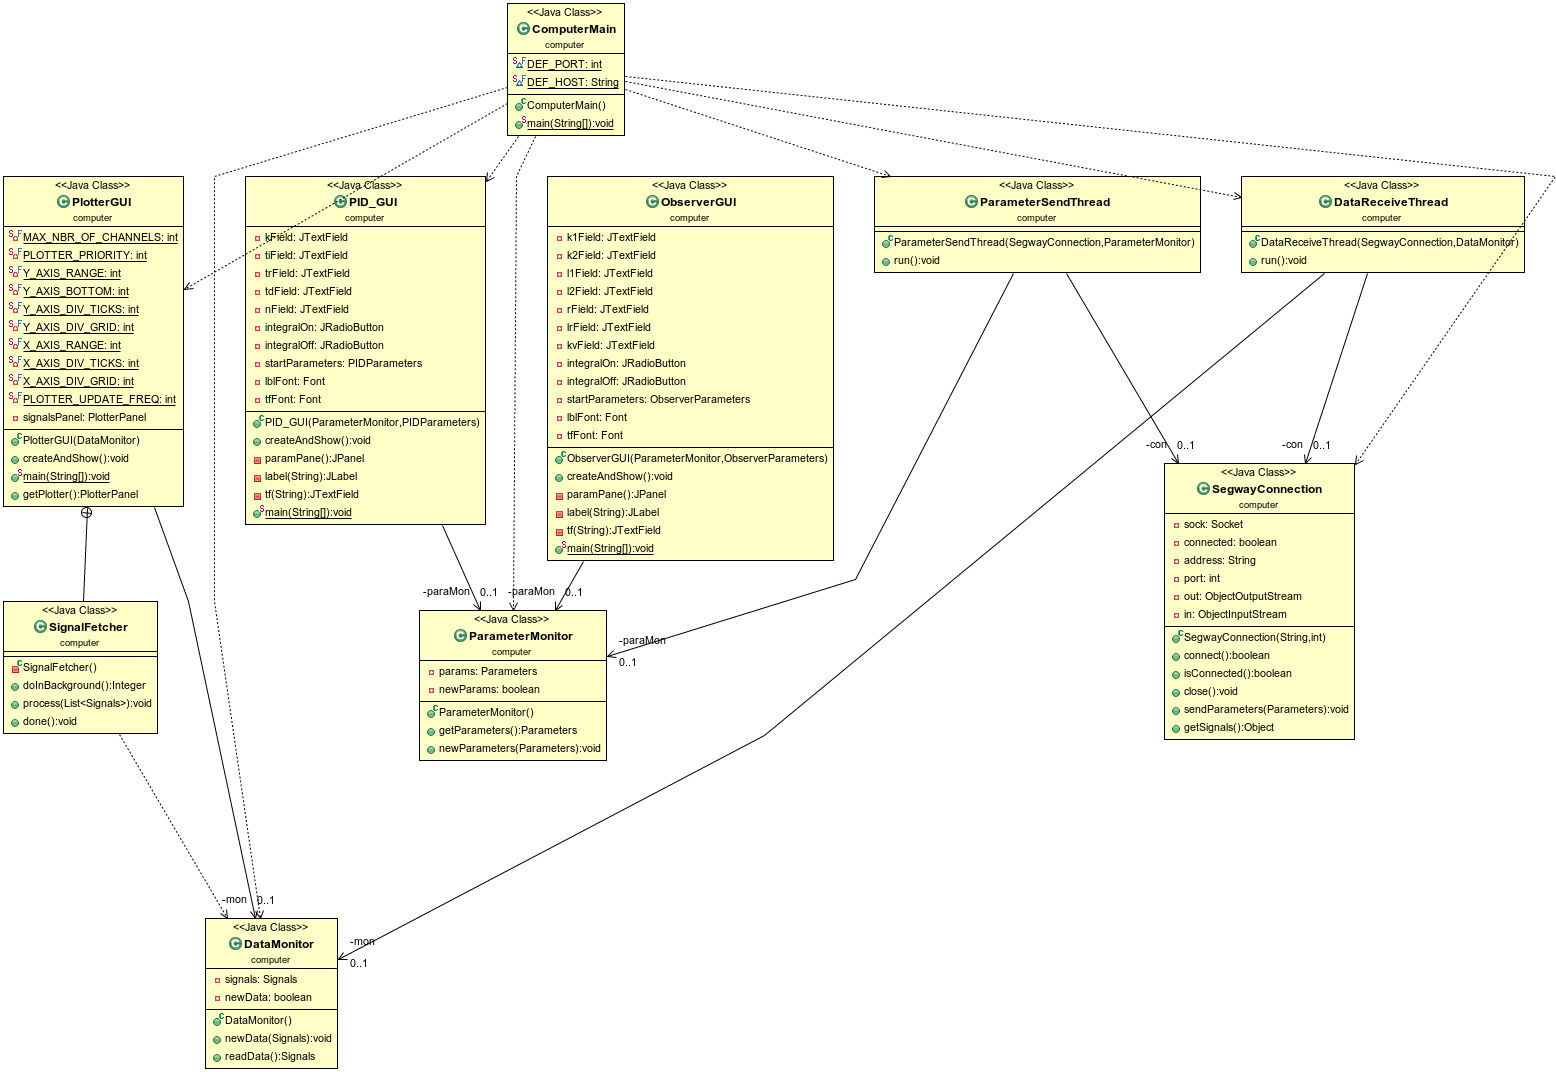 <<Java Class>>
ComputerMain
computer
DEF_PORT: int
DEF_HOST: String
ComputerMain()
main(String[]):void
<<Java Class>>
PlotterGUI
computer
MAX_NBR_OF_CHANNELS: int
PLOTTER_PRIORITY: int
Y_AXIS_RANGE: int
Y_AXIS_BOTTOM: int
Y_AXIS_DIV_TICKS: int
Y_AXIS_DIV_GRID: int
X_AXIS_RANGE: int
X_AXIS_DIV_TICKS: int
X_AXIS_DIV_GRID: int
PLOTTER_UPDATE_FREQ: int
signalsPanel: PlotterPanel
PlotterGUI(DataMonitor)
createAndShow():void
main(String[]):void
getPlotter():PlotterPanel
<<Java Class>>
PID_GUI
computer
kField: JTextField
tiField: JTextField
trField: JTextField
tdField: JTextField
nField: JTextField
integralOn: JRadioButton
integralOff: JRadioButton
startParameters: PIDParameters
lblFont: Font
tfFont: Font
PID_GUI(ParameterMonitor,PIDParameters)
createAndShow():void
paramPane():JPanel
label(String):JLabel
tf(String):JTextField
main(String[]):void
<<Java Class>>
ObserverGUI
computer
k1Field: JTextField
k2Field: JTextField
l1Field: JTextField
l2Field: JTextField
rField: JTextField
lrField: JTextField
kvField: JTextField
integralOn: JRadioButton
integralOff: JRadioButton
startParameters: ObserverParameters
lblFont: Font
tfFont: Font
ObserverGUI(ParameterMonitor,ObserverParameters)
createAndShow():void
paramPane():JPanel
label(String):JLabel
tf(String):JTextField
main(String[]):void
<<Java Class>>
ParameterSendThread
computer
ParameterSendThread(SegwayConnection,ParameterMonitor)
run():void
<<Java Class>>
DataReceiveThread
computer
DataReceiveThread(SegwayConnection,DataMonitor)
run():void
-con 0..1
-con 0..1
<<Java Class>>
SegwayConnection
computer
sock: Socket
connected: boolean
address: String
port: int
out: ObjectOutputStream
in: ObjectInputStream
SegwayConnection(String,int)
connect():boolean
isConnected():boolean
close():void
sendParameters(Parameters):void
getSignals():Object
<<Java Class>>
SignalFetcher
computer
SignalFetcher()
doInBackground():Integer
process(List<Signals>):void
done():void
-paraMon 0..1
-paraMon 0..1
-paraMon
0..1
<<Java Class>>
ParameterMonitor
computer
params: Parameters
newParams: boolean
ParameterMonitor()
getParameters():Parameters
newParameters(Parameters):void
-mon 0..1
-mon
0..1
<<Java Class>>
DataMonitor
computer
signals: Signals
newData: boolean
DataMonitor()
newData(Signals):void
readData():Signals